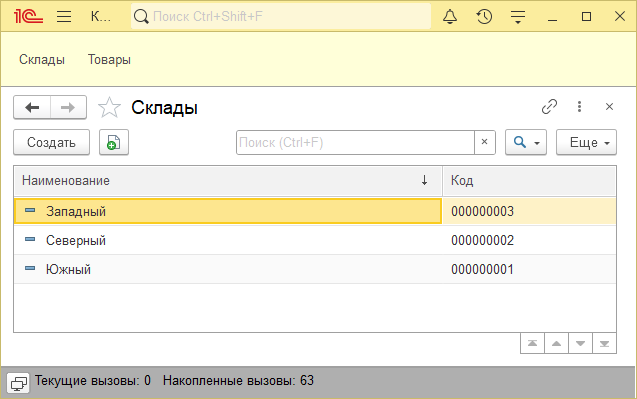 1С К... Поиск Ctrl+Shift+F
Склады Товары
Склады
Создать Поиск (Ctrl+F) × Еще
Наименование ↓ Код
Западный 000000003
Северный 000000002
Южный 000000001
Текущие вызовы: 0 Накопленные вызовы: 63